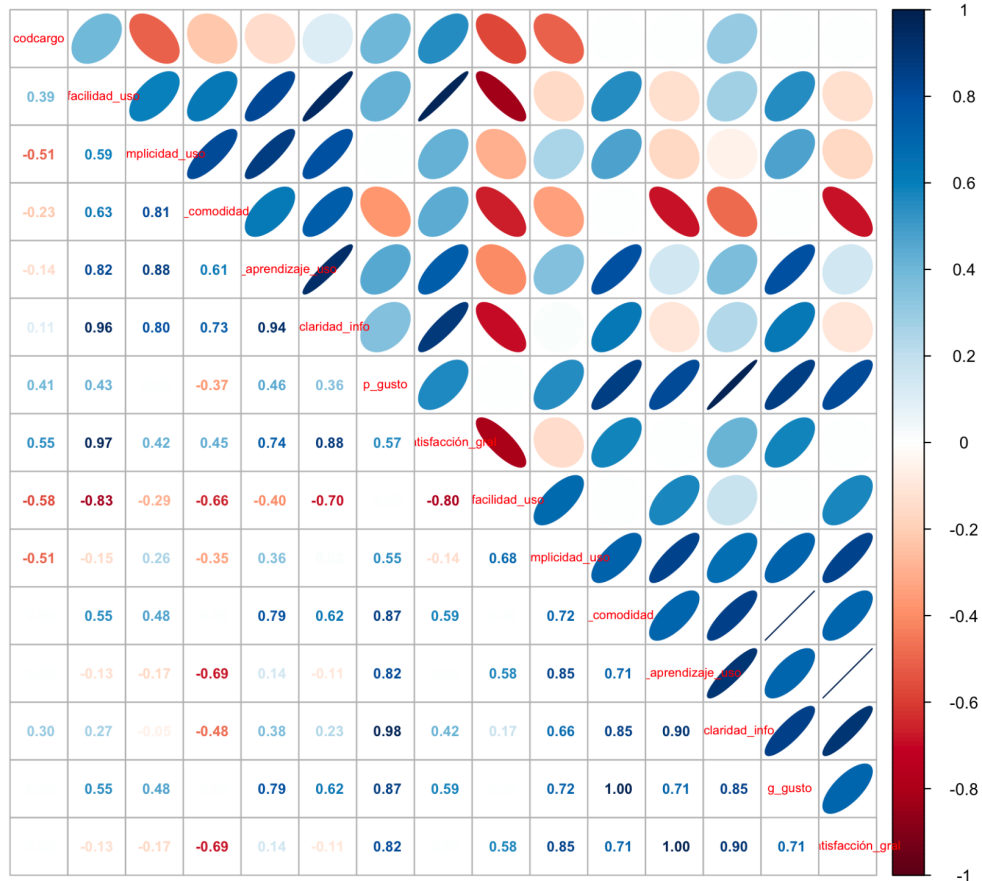 codcargo
0.39 facilidad_uso
-0.51 0.59 mplicidad_uso
-0.23 0.63 0.81 _comodidad
-0.14 0.82 0.88 0.61 _aprendizaje_uso
0.11 0.96 0.80 0.73 0.94 claridad_info
0.41 0.43 -0.37 0.46 0.36 p_gusto
0.55 0.97 0.42 0.45 0.74 0.88 0.57 tisfacción_gral
-0.58 -0.83 -0.29 -0.66 -0.40 -0.70 -0.80 facilidad_uso
-0.51 -0.15 0.26 -0.35 0.36 0.55 -0.14 0.68 mplicidad_uso
0.55 0.48 0.79 0.62 0.87 0.59 0.72 _comodidad
-0.13 -0.17 -0.69 0.14 -0.11 0.82 0.58 0.85 0.71 _aprendizaje_uso
0.30 0.27 -0.05 -0.48 0.38 0.23 0.98 0.42 0.17 0.66 0.85 0.90 claridad_info
0.55 0.48 0.79 0.62 0.87 0.59 0.72 1.00 0.71 0.85 g_gusto
-0.13 -0.17 -0.69 0.14 -0.11 0.82 0.58 0.85 0.71 1.00 0.90 0.71 tisfacción_gral
1
0.8
0.6
0.4
0.2
0
-0.2
-0.4
-0.6
-0.8
-1